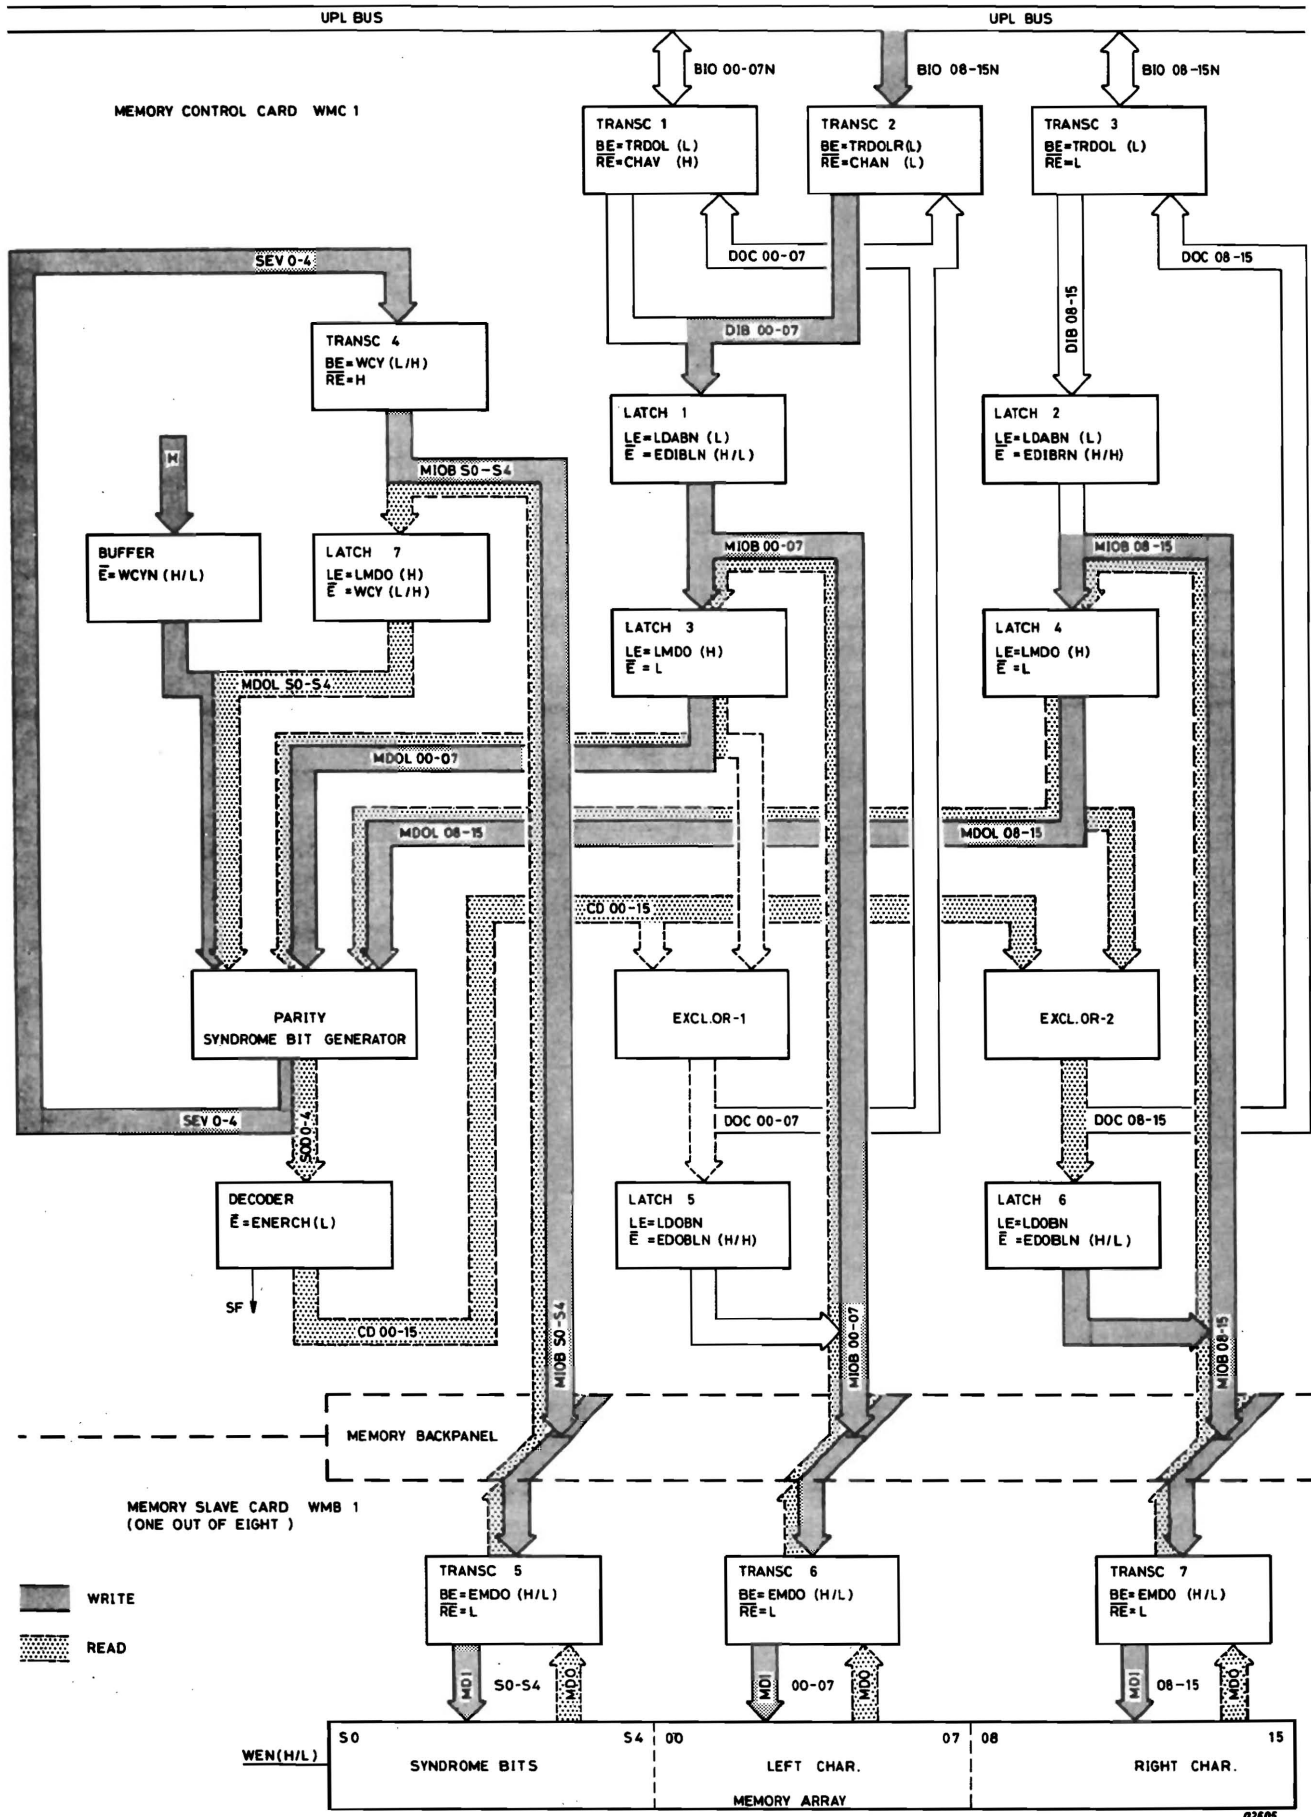 UPL BUS
UPL BUS
BIO 00-07N
BIO 08-15N
BIO 08-15N
MEMORY CONTROL CARD WMC 1
TRANSC 1
BE=TRDOL (L)
RE=CHAV (H)
TRANSC 2
BE=TRDOLR(L)
RE=CHAN (L)
TRANSC 3
BE=TRDOL (L)
RE=L
SEV 0-4
DOC 00-07
DOC 08-15
DIB 00-07
DIB 08-15
TRANSC 4
BE=WCY (L/H)
RE=H
LATCH 1
LE=LDABN (L)
E =EDIBLN (H/L)
LATCH 2
LE=LDABN (L)
E =EDIBRN (H/H)
H
MIOB S0-S4
BUFFER
E=WCYN (H/L)
LATCH 7
LE=LMDO (H)
E =WCY (L/H)
MIOB 00-07
MIOB 08-15
LATCH 3
LE=LMDO (H)
E =L
LATCH 4
LE=LMDO (H)
E =L
MDOL S0-S4
MDOL 00-07
MDOL 08-15
MDOL 08-15
CD 00-15
PARITY
SYNDROME BIT GENERATOR
EXCL.OR-1
EXCL.OR-2
SEV 0-4
SOD 0-4
DOC 00-07
DOC 08-15
DECODER
E =ENERCH(L)
LATCH 5
LE=LDOBN
E =EDOBLN (H/H)
LATCH 6
LE=LDOBN
E =EDOBLN (H/L)
SF
CD 00-15
MIOB S0-S4
MIOB 00-07
MIOB 08-15
MEMORY BACKPANEL
MEMORY SLAVE CARD WMB 1
(ONE OUT OF EIGHT )
TRANSC 5
BE=EMDO (H/L)
RE=L
TRANSC 6
BE=EMDO (H/L)
RE=L
TRANSC 7
BE=EMDO (H/L)
RE=L
WRITE
READ
MDI
S0-S4
MDO
MDI
00-07
MDO
MDI
08-15
MDO
WEN(H/L)
S0
S4
00
07
08
15
SYNDROME BITS
LEFT CHAR.
RIGHT CHAR.
MEMORY ARRAY